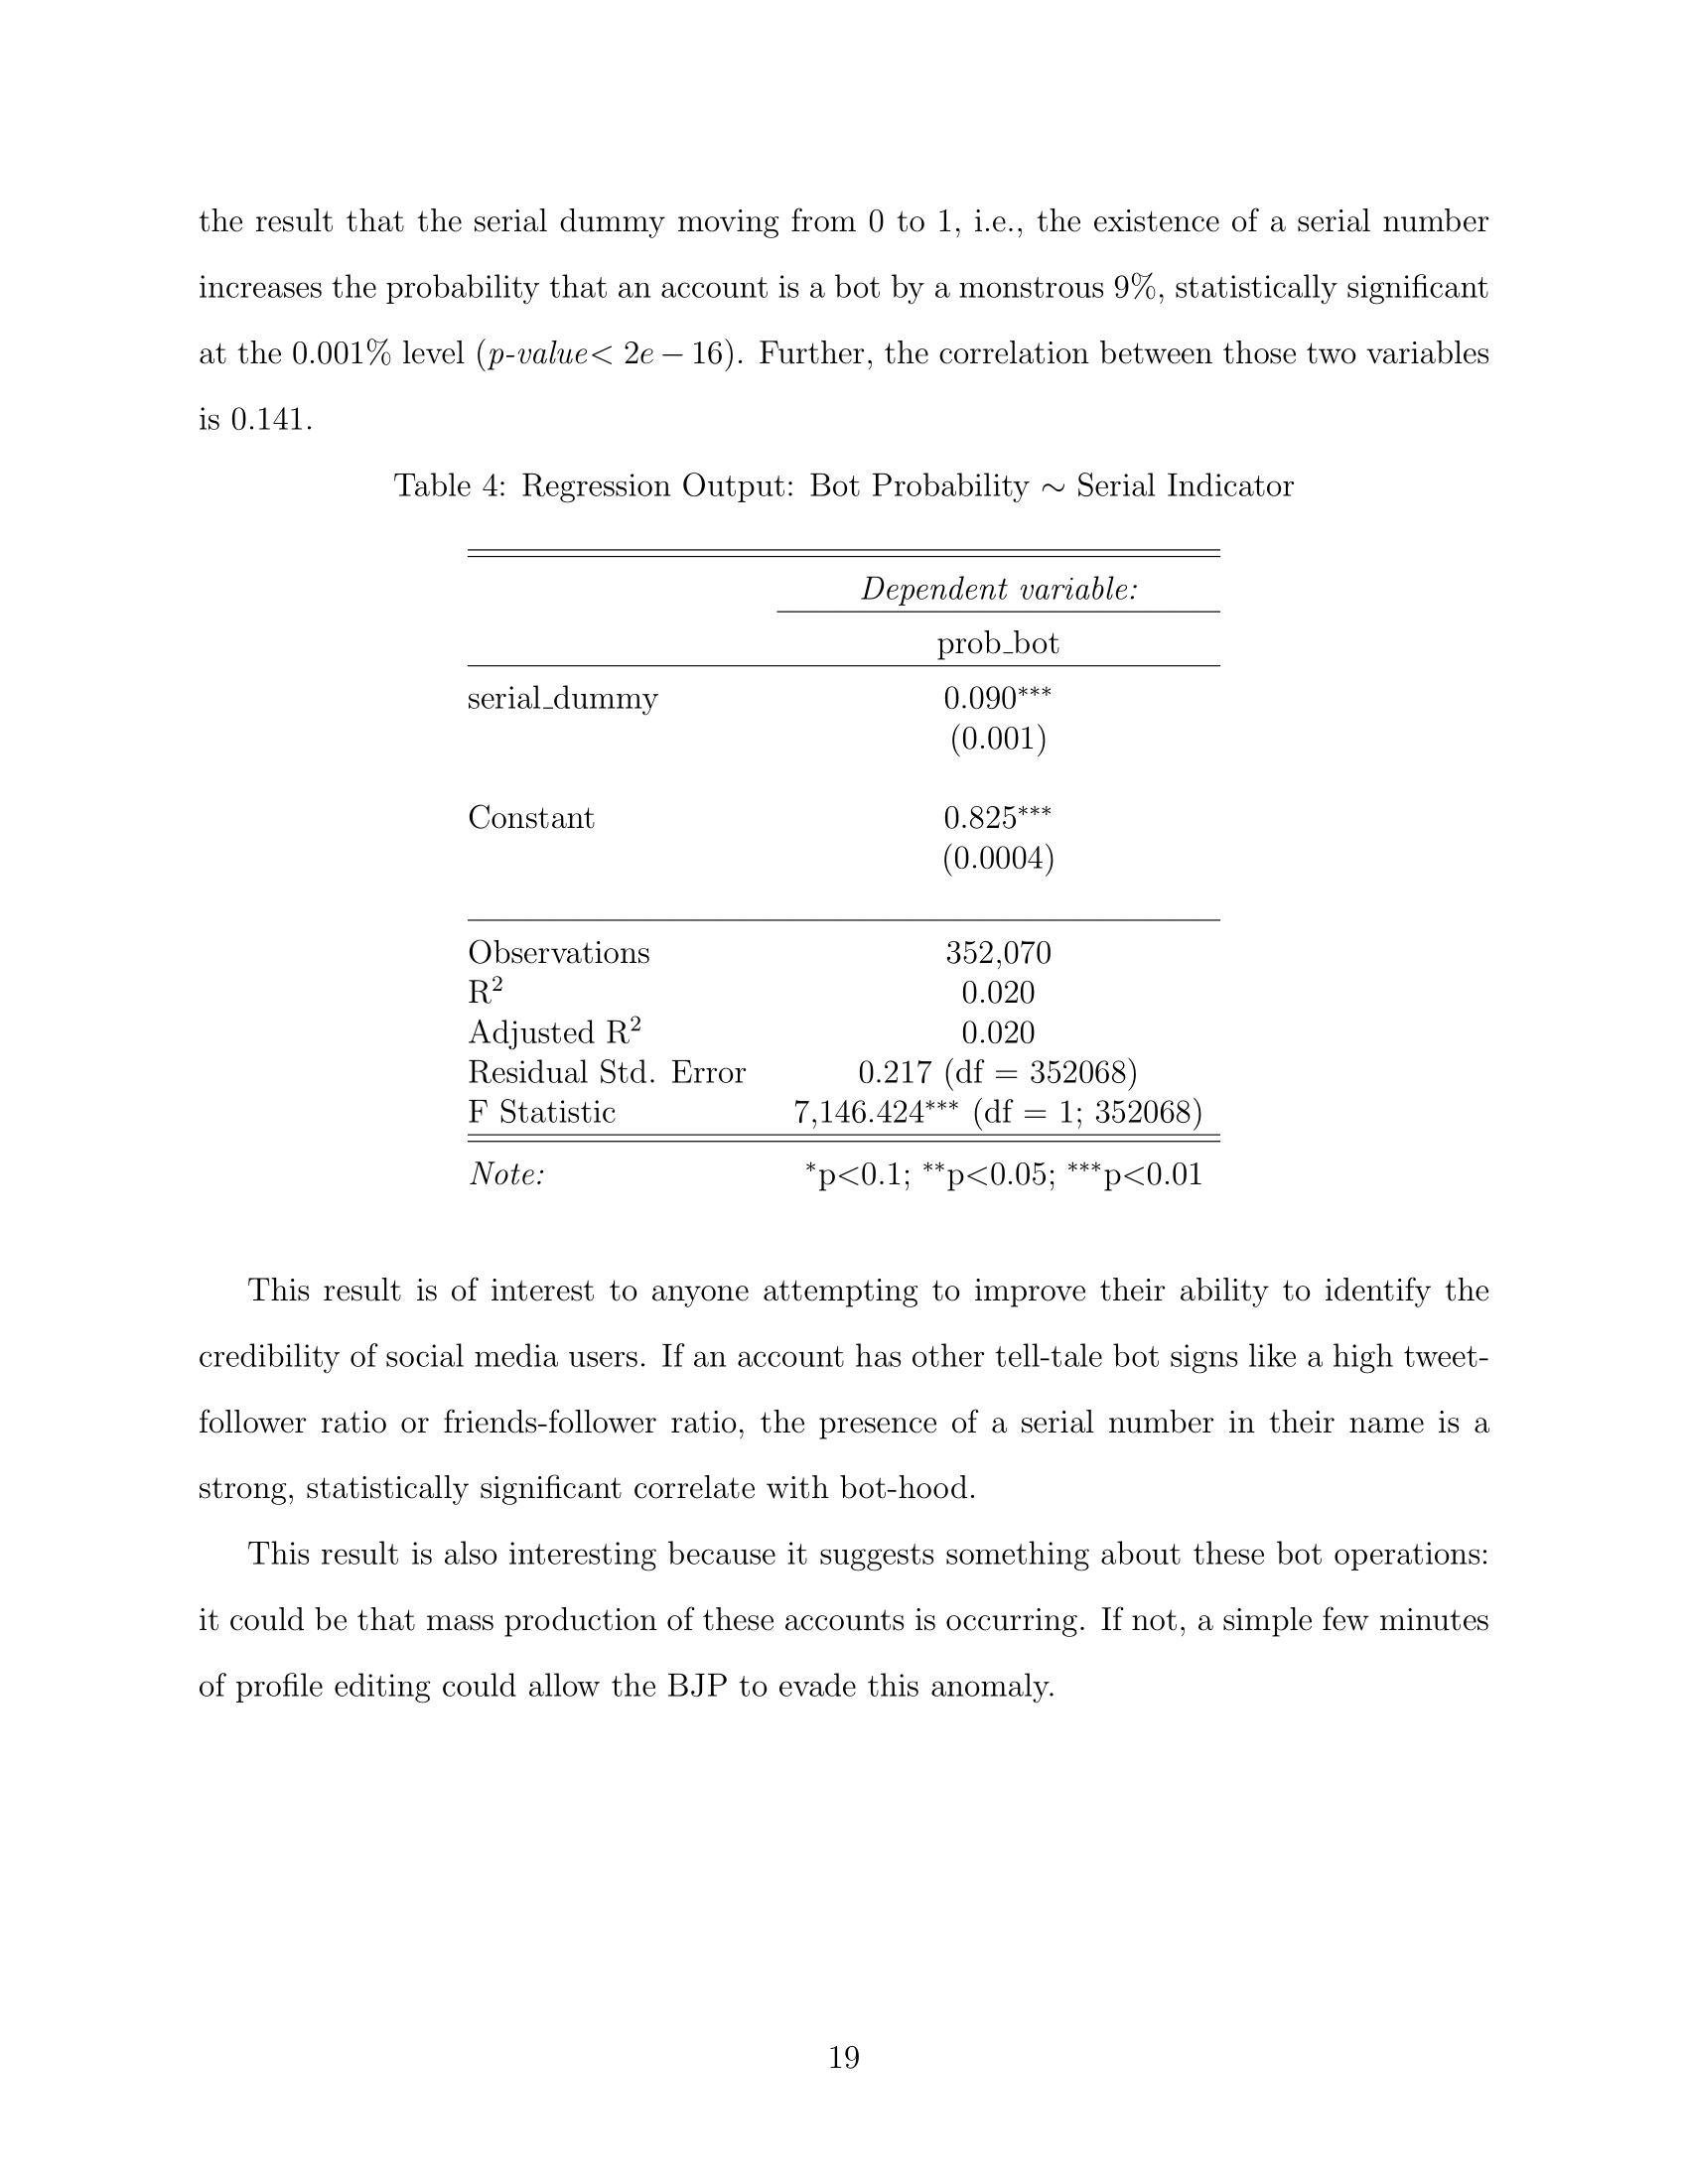 the result that the serial dummy moving from 0 to 1, i.e., the existence of a serial number
increases the probability that an account is a bot by a monstrous 9%, statistically significant
at the 0.001% level (p-value< 2e − 16). Further, the correlation between those two variables
is 0.141.
Table 4: Regression Output: Bot Probability ∼ Serial Indicator
Dependent variable:
prob_bot
serial_dummy 0.090***
(0.001)
Constant 0.825***
(0.0004)
Observations 352,070
R² 0.020
Adjusted R² 0.020
Residual Std. Error 0.217 (df = 352068)
F Statistic 7,146.424*** (df = 1; 352068)
Note: *p<0.1; **p<0.05; ***p<0.01
This result is of interest to anyone attempting to improve their ability to identify the
credibility of social media users. If an account has other tell-tale bot signs like a high tweet-
follower ratio or friends-follower ratio, the presence of a serial number in their name is a
strong, statistically significant correlate with bot-hood.
This result is also interesting because it suggests something about these bot operations:
it could be that mass production of these accounts is occurring. If not, a simple few minutes
of profile editing could allow the BJP to evade this anomaly.
19